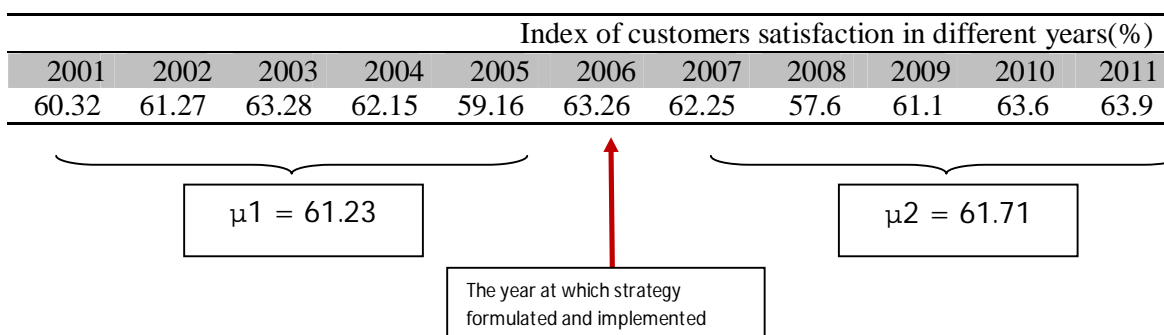 Index of customers satisfaction in different years(%)
2001 2002 2003 2004 2005 2006 2007 2008 2009 2010 2011
60.32 61.27 63.28 62.15 59.16 63.26 62.25 57.6 61.1 63.6 63.9
µ1 = 61.23
µ2 = 61.71
The year at which strategy
formulated and implemented